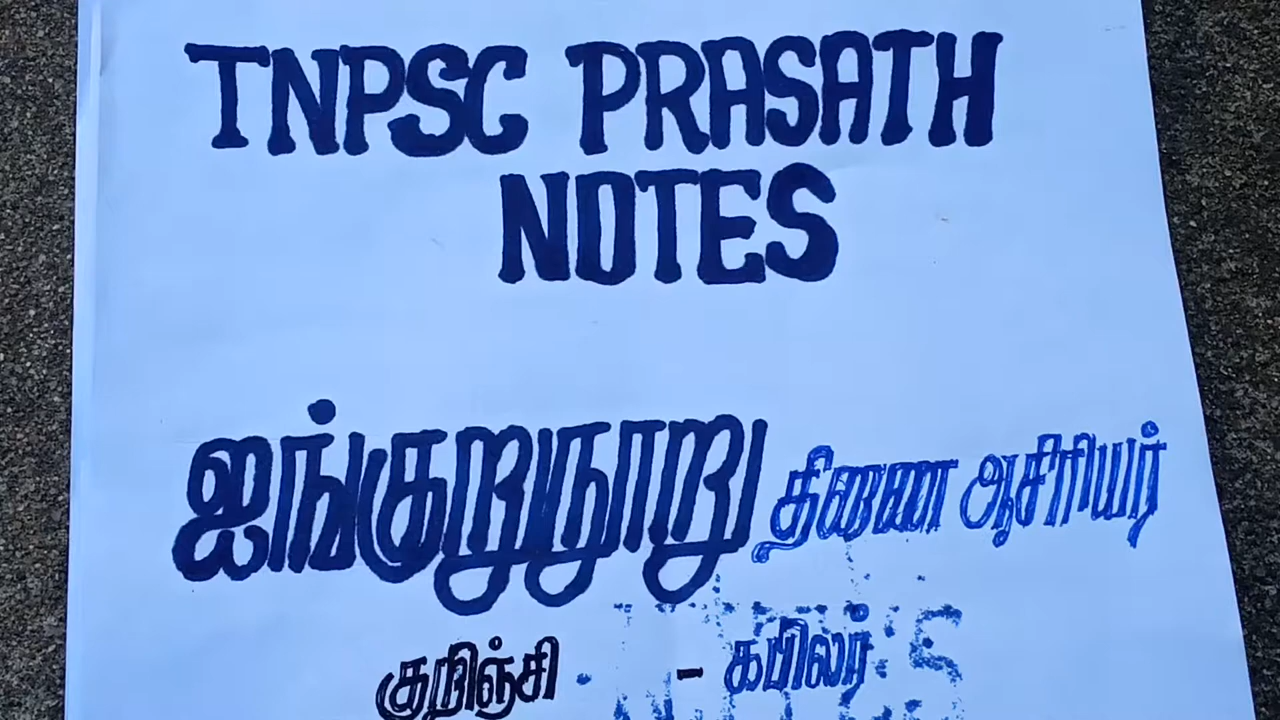 TNPSC PRASATH
NOTES
ஐங்குறுநூறு திணை ஆசிரியர்
குறிஞ்சி - கபிலர்